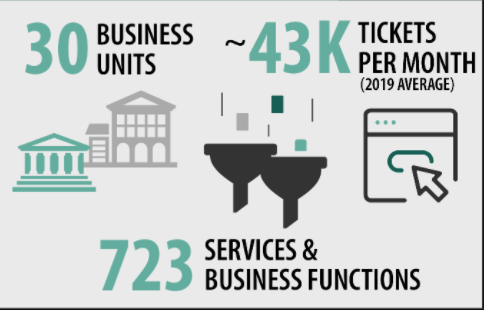 30 BUSINESS UNITS
~43K TICKETS PER MONTH
(2019 AVERAGE)
723 SERVICES &
BUSINESS FUNCTIONS